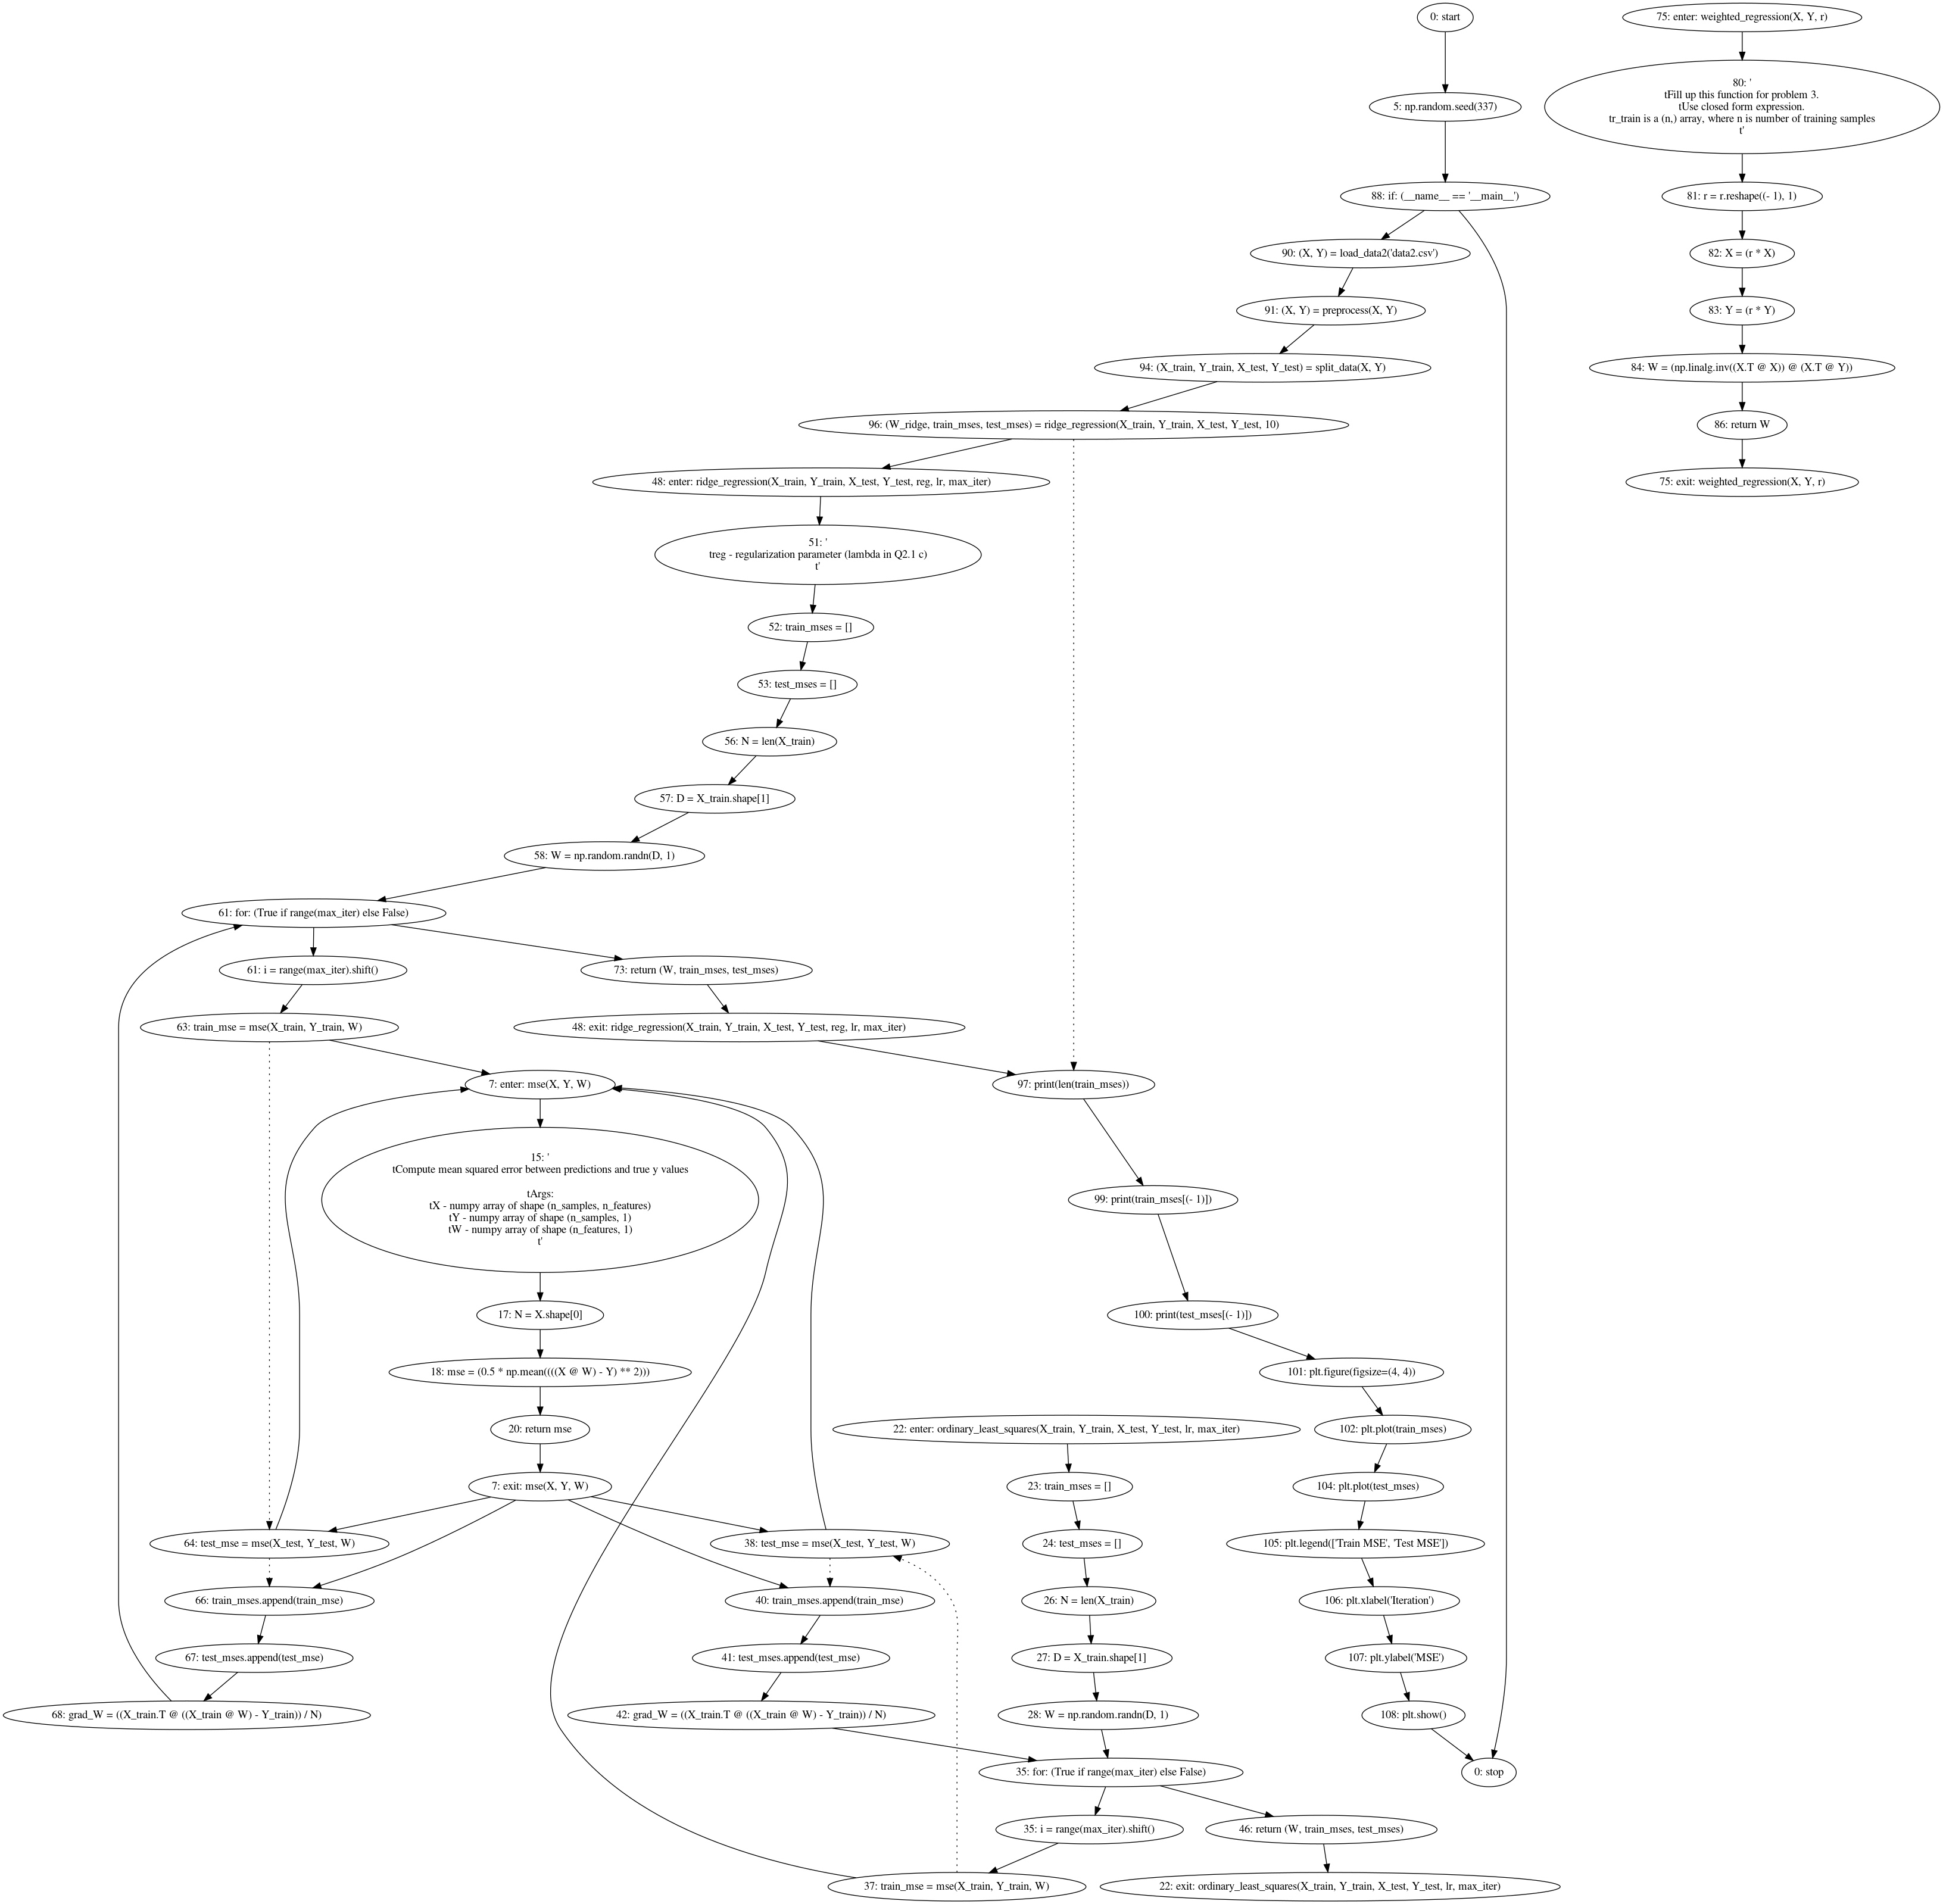 0: start
5: np.random.seed(337)
88: if: (__name__ == '__main__')
90: (X, Y) = load_data2('data2.csv')
91: (X, Y) = preprocess(X, Y)
94: (X_train, Y_train, X_test, Y_test) = split_data(X, Y)
96: (W_ridge, train_mses, test_mses) = ridge_regression(X_train, Y_train, X_test, Y_test, 10)
48: enter: ridge_regression(X_train, Y_train, X_test, Y_test, reg, lr, max_iter)
51: '
treg - regularization parameter (lambda in Q2.1 c)
t'
52: train_mses = []
53: test_mses = []
56: N = len(X_train)
57: D = X_train.shape[1]
58: W = np.random.randn(D, 1)
61: for: (True if range(max_iter) else False)
61: i = range(max_iter).shift()
73: return (W, train_mses, test_mses)
63: train_mse = mse(X_train, Y_train, W)
48: exit: ridge_regression(X_train, Y_train, X_test, Y_test, reg, lr, max_iter)
7: enter: mse(X, Y, W)
15: '
tCompute mean squared error between predictions and true y values
tArgs:
tX - numpy array of shape (n_samples, n_features)
tY - numpy array of shape (n_samples, 1)
tW - numpy array of shape (n_features, 1)
t'
17: N = X.shape[0]
18: mse = (0.5 * np.mean((((X @ W) - Y) ** 2)))
20: return mse
7: exit: mse(X, Y, W)
64: test_mse = mse(X_test, Y_test, W)
66: train_mses.append(train_mse)
67: test_mses.append(test_mse)
68: grad_W = ((X_train.T @ ((X_train @ W) - Y_train)) / N)
38: test_mse = mse(X_test, Y_test, W)
40: train_mses.append(train_mse)
41: test_mses.append(test_mse)
42: grad_W = ((X_train.T @ ((X_train @ W) - Y_train)) / N)
22: enter: ordinary_least_squares(X_train, Y_train, X_test, Y_test, lr, max_iter)
23: train_mses = []
24: test_mses = []
26: N = len(X_train)
27: D = X_train.shape[1]
28: W = np.random.randn(D, 1)
35: for: (True if range(max_iter) else False)
35: i = range(max_iter).shift()
46: return (W, train_mses, test_mses)
37: train_mse = mse(X_train, Y_train, W)
22: exit: ordinary_least_squares(X_train, Y_train, X_test, Y_test, lr, max_iter)
97: print(len(train_mses))
99: print(train_mses[(- 1)])
100: print(test_mses[(- 1)])
101: plt.figure(figsize=(4, 4))
102: plt.plot(train_mses)
104: plt.plot(test_mses)
105: plt.legend(['Train MSE', 'Test MSE'])
106: plt.xlabel('Iteration')
107: plt.ylabel('MSE')
108: plt.show()
0: stop
75: enter: weighted_regression(X, Y, r)
80: '
tFill up this function for problem 3.
tUse closed form expression.
tr_train is a (n,) array, where n is number of training samples
t'
81: r = r.reshape((- 1), 1)
82: X = (r * X)
83: Y = (r * Y)
84: W = (np.linalg.inv((X.T @ X)) @ (X.T @ Y))
86: return W
75: exit: weighted_regression(X, Y, r)